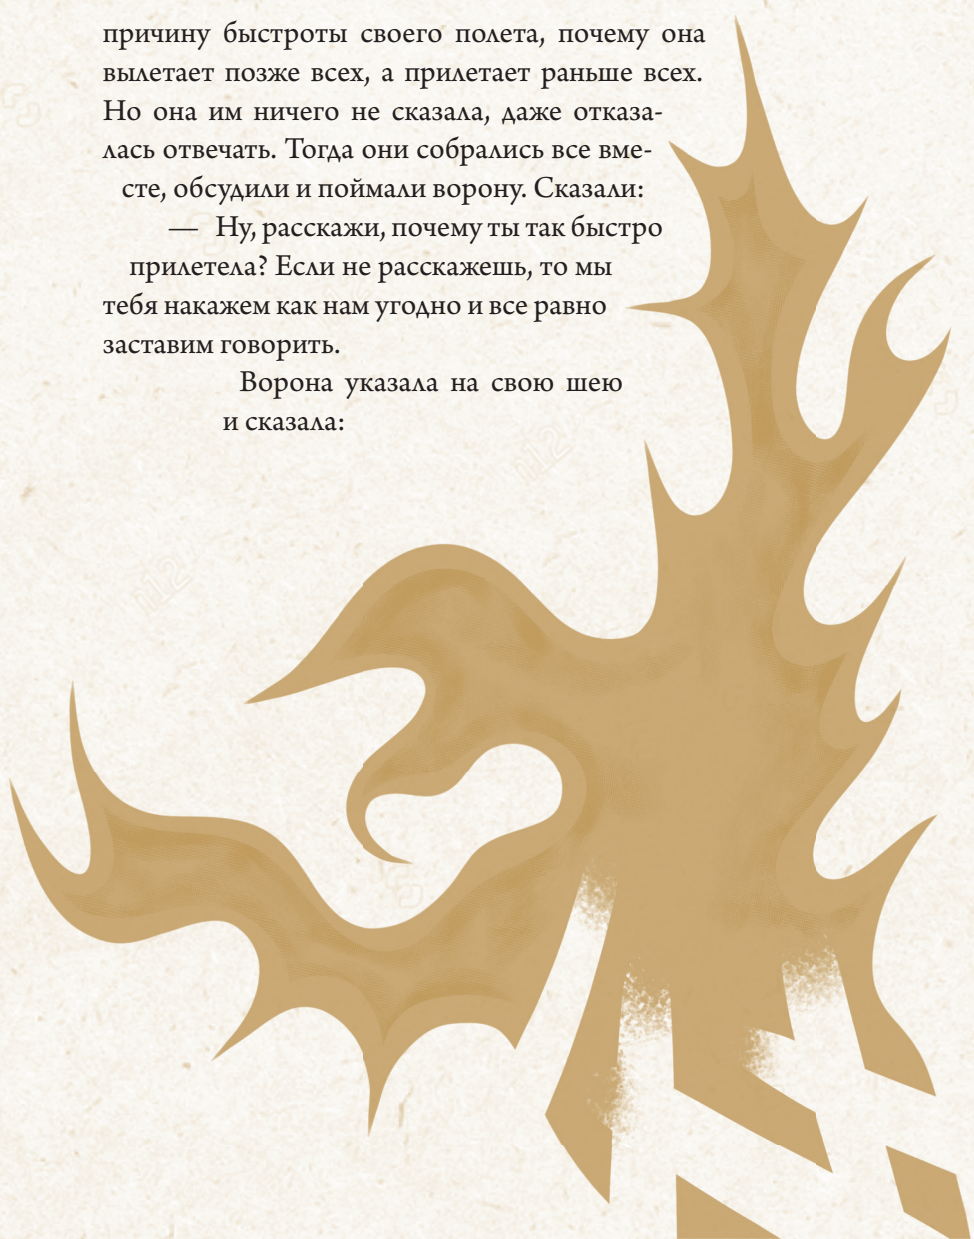 причину быстроты своего полета, почему она
вылетает позже всех, а прилетает раньше всех.
Но она им ничего не сказала, даже отказа-
лась отвечать. Тогда они собрались все вме-
сте, обсудили и поймали ворону. Сказали:
— Ну, расскажи, почему ты так быстро
прилетела? Если не расскажешь, то мы
тебя накажем как нам угодно и все равно
заставим говорить.
Ворона указала на свою шею
и сказала: